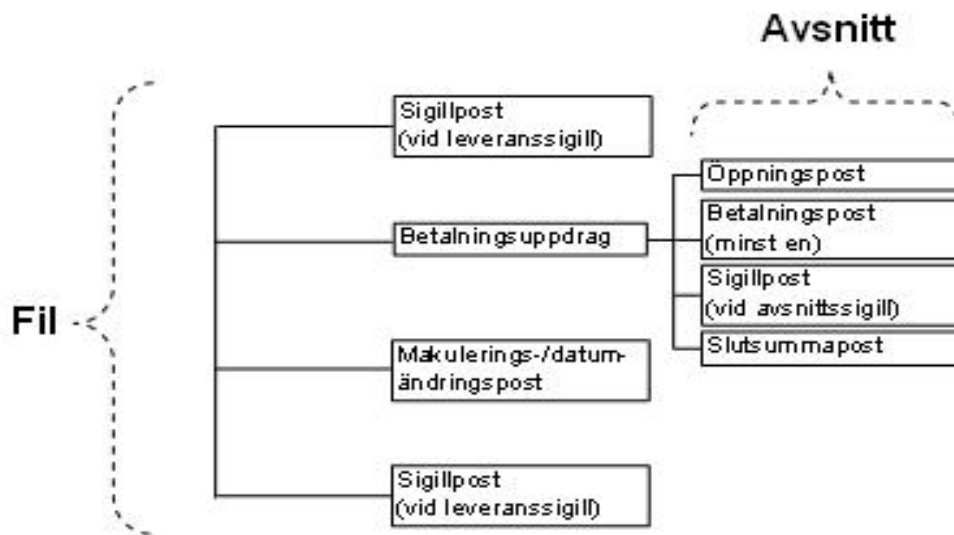 Avsnitt
Fil
Sigillpost
(vid leveranssigill)
Betalningsuppdrag
Makulerings-/datum-
ändringspost
Sigillpost
(vid leveranssigill)
Öppningspost
Betalningspost
(minst en)
Sigillpost
(vid avsnittssigill)
Slutsummapost